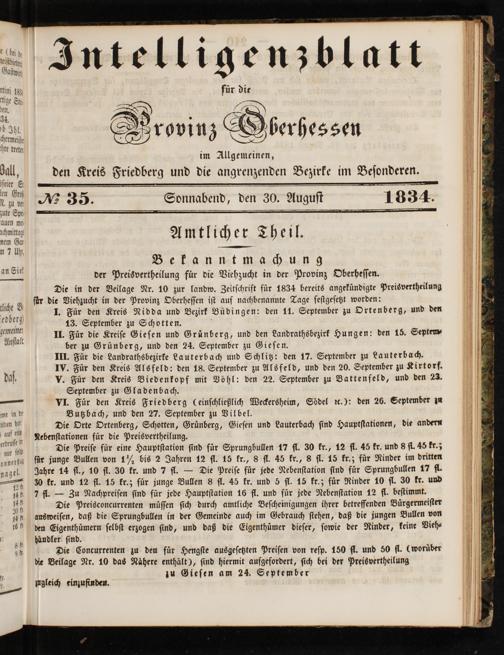 Intelligenzblatt
für die
Provinz Oberhessen
im Allgemeinen,
den Kreis Friedberg und die angrenzenden Bezirke im Besonderen.
№ 35. Sonnabend, den 30. August 1834.
Amtlicher Theil.
Bekanntmachung
der Preisvertheilung für die Viehzucht in der Provinz Oberhessen.
Die in der Beilage Nr. 10 zur landw. Zeitschrift für 1834 bereits angekündigte Preisvertheilung
für die Viehzucht in der Provinz Oberhessen ist auf nachbenannte Tage festgesetzt worden:
I. Für den Kreis Nidda und Bezirk Büdingen: den 11. September zu Ortenberg, und den
13. September zu Schotten.
II. Für die Kreise Giesen und Grünberg, und den Landrathsbezirk Hungen: den 15. Septem-
ber zu Grünberg, und den 24. September zu Giesen.
III. Für die Landrathsbezirke Lauterbach und Schlitz: den 17. September zu Lauterbach.
IV. Für den Kreis Alsfeld: den 18. September zu Alsfeld, und den 20. September zu Kirtorf.
V. Für den Kreis Biedenkopf mit Vöhl: den 22. September zu Battenfeld, und den 23.
September zu Gladenbach.
VI. Für den Kreis Friedberg (einschließlich Weckersheim, Södel ꝛc.): den 26. September zu
Butzbach, und den 27. September zu Vilbel.
Die Orte Ortenberg, Schotten, Grünberg, Giesen und Lauterbach sind Hauptstationen, die andern
Nebenstationen für die Preisvertheilung.
Die Preise für eine Hauptstation sind für Sprungbullen 17 fl. 30 kr., 12 fl. 45 kr. und 8 fl. 45 kr.;
für junge Bullen von 1½ bis 2 Jahren 12 fl. 15 kr., 8 fl. 45 kr., 8 fl. 15 kr.; für Rinder im dritten
Jahre 14 fl., 10 fl. 30 kr. und 7 fl. — Die Preise für jede Nebenstation sind für Sprungbullen 17 fl.
30 kr. und 12 fl. 15 kr.; für junge Bullen 8 fl. 45 kr. und 5 fl. 15 kr.; für Rinder 10 fl. 30 kr. und
7 fl. — Zu Nachpreisen sind für jede Hauptstation 16 fl. und für jede Nebenstation 12 fl. bestimmt.
Die Preisconcurrenten müssen sich durch amtliche Bescheinigungen ihrer betreffenden Bürgermeister
ausweisen, daß die Sprungbullen in der Gemeinde auch im Gebrauch stehen, daß die jungen Bullen von
den Eigenthümern selbst erzogen sind, und daß die Eigenthümer dieser, sowie der Rinder, keine Vieh-
händler sind.
Die Concurrenten zu den für Hengste ausgesetzten Preisen von resp. 150 fl. und 50 fl. (worüber
die Beilage Nr. 10 das Nähere enthält), sind hiermit aufgefordert, sich bei der Preisvertheilung
zu Giesen am 24. September
zugleich einzufinden.